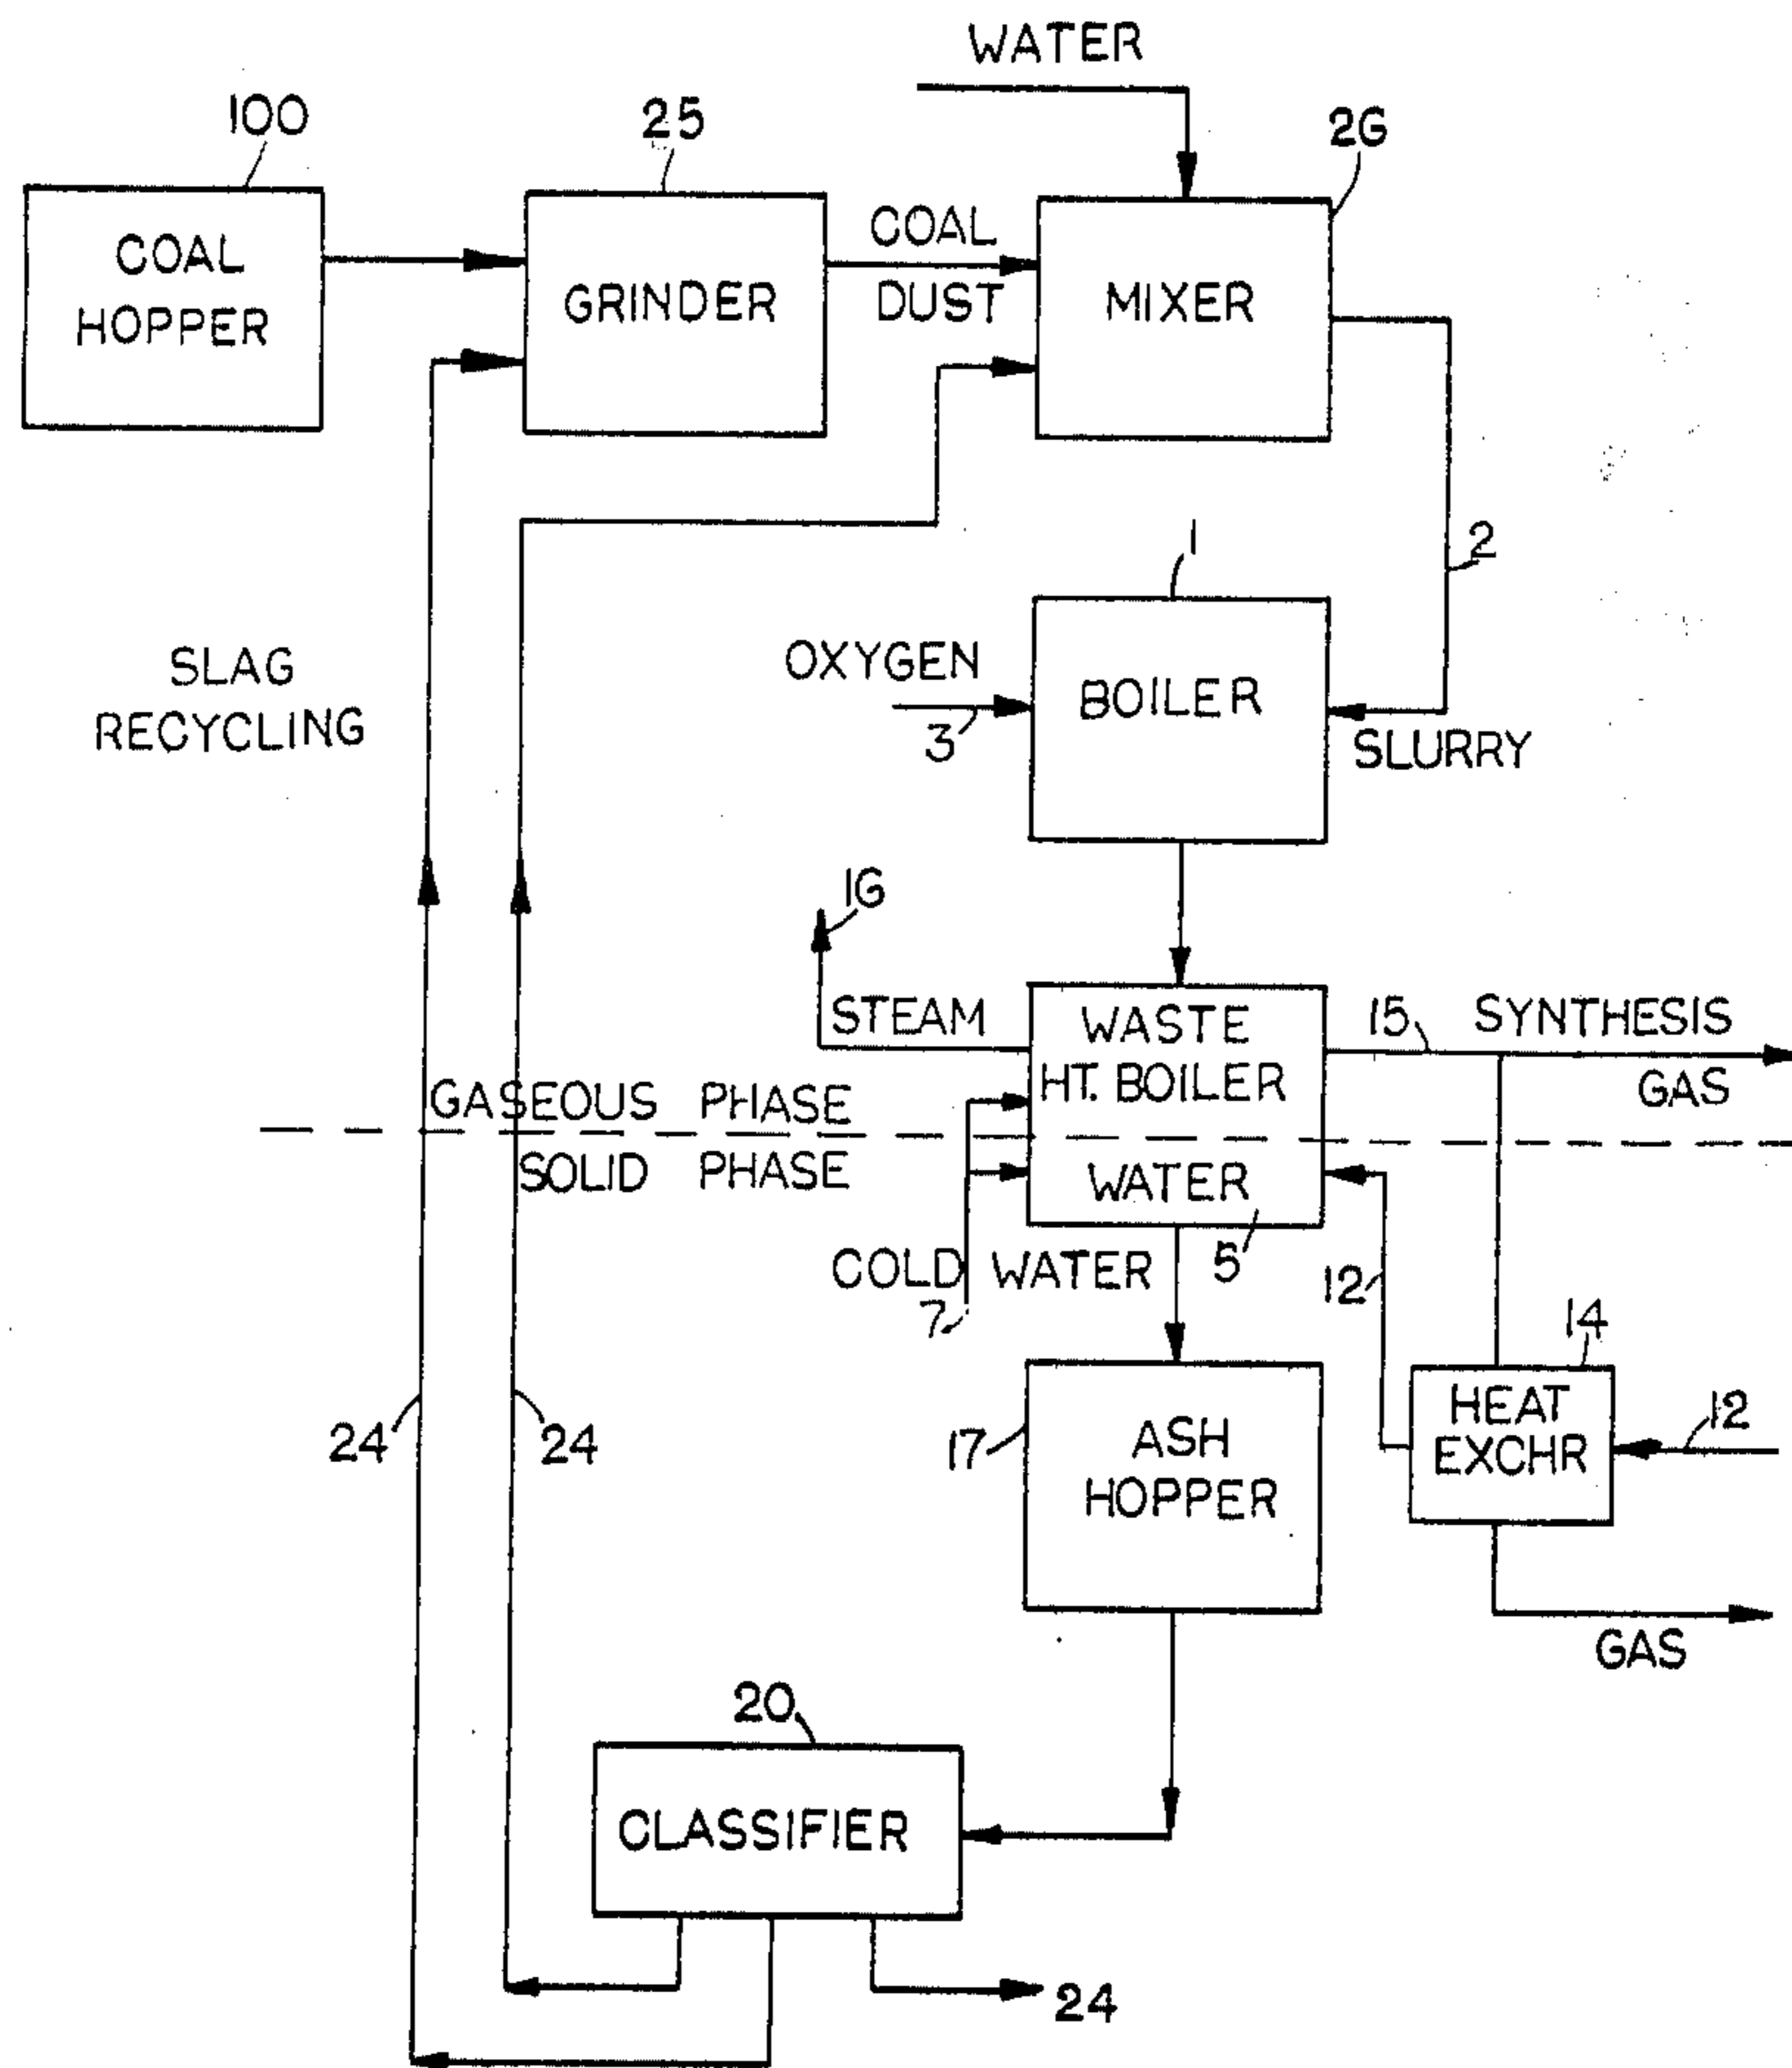 WATER
100
25
26
COAL
HOPPER
GRINDER
COAL
DUST
MIXER
1
2
SLAG
RECYCLING
OXYGEN
3
BOILER
SLURRY
16
STEAM
WASTE
HT. BOILER
15
SYNTHESIS
GAS
GASEOUS PHASE
SOLID PHASE
WATER
5
COLD WATER
7
12
14
HEAT
EXCHR
12
24
24
17
ASH
HOPPER
GAS
20
CLASSIFIER
24